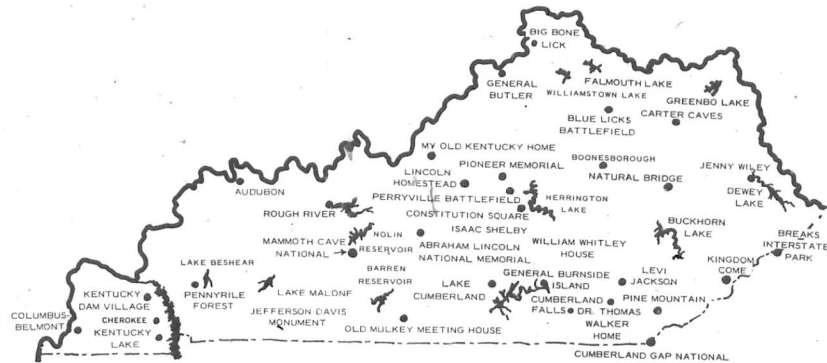 BIG BONE
LICK
GENERAL
BUTLER
FALMOUTH LAKE
WILLIAMSTOWN LAKE
GREENBO LAKE
BLUE LICKS
BATTLEFIELD
CARTER CAVES
MY OLD KENTUCKY HOME
LINCOLN
HOMESTEAD
PIONEER MEMORIAL
BOONESBOROUGH
NATURAL BRIDGE
JENNY WILEY
DEWEY
LAKE
AUDUBON
PERRYVILLE BATTLEFIELD
HERRINGTON
LAKE
ROUGH RIVER
CONSTITUTION SQUARE
ISAAC SHELBY
BUCKHORN
LAKE
BREAKS
INTERSTATE
PARK
NOLIN
RESERVOIR
MAMMOTH CAVE
NATIONAL
ABRAHAM LINCOLN
NATIONAL MEMORIAL
WILLIAM WHITLEY
HOUSE
KINGDOM
COME
LAKE BESHEAR
PENNYRILE
FOREST
BARREN
RESERVOIR
LAKE MALONE
LAKE
CUMBERLAND
GENERAL BURNSIDE
ISLAND
LEVI
JACKSON
KENTUCKY
DAM VILLAGE
CHEROKEE
KENTUCKY
LAKE
COLUMBUS-
BELMONT
JEFFERSON DAVIS
MONUMENT
OLD MULKEY MEETING HOUSE
CUMBERLAND
FALLS
DR. THOMAS
WALKER
HOME
PINE MOUNTAIN
CUMBERLAND GAP NATIONAL